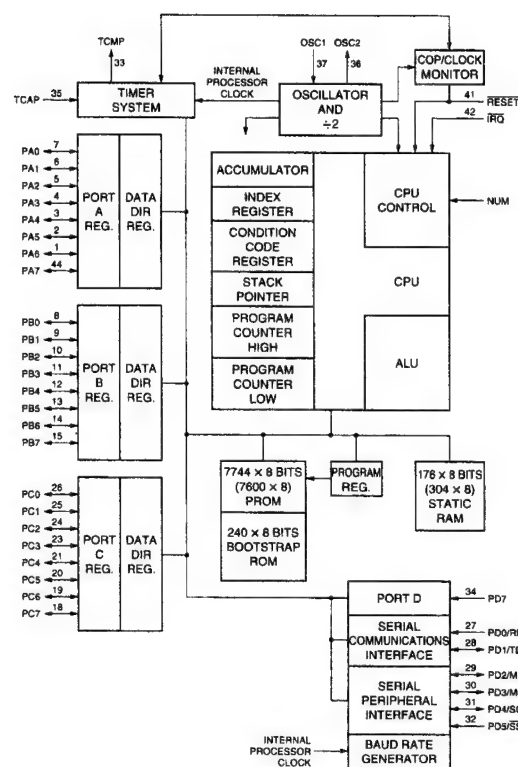 TCMP
33
OSC1
37
OSC2
36
COP/CLOCK
MONITOR
TCAP
35
TIMER
SYSTEM
INTERNAL
PROCESSOR
CLOCK
OSCILLATOR
AND
÷2
41
RESET
42
IRQ
PA0 7
PA1 6
PA2 5
PA3 4
PA4 3
PA5 2
PA6 1
PA7 44
PORT
A
REG.
DATA
DIR
REG.
ACCUMULATOR
INDEX
REGISTER
CONDITION
CODE
REGISTER
STACK
POINTER
PROGRAM
COUNTER
HIGH
PROGRAM
COUNTER
LOW
CPU
CONTROL
NUM
CPU
ALU
PB0 8
PB1 9
PB2 10
PB3 11
PB4 12
PB5 13
PB6 14
PB7 15
PORT
B
REG.
DATA
DIR
REG.
7744 × 8 BITS
(7600 × 8)
PROM
240 × 8 BITS
BOOTSTRAP
ROM
PROGRAM
REG.
176 × 8 BITS
(304 × 8)
STATIC
RAM
PC0 26
PC1 25
PC2 24
PC3 23
PC4 21
PC5 20
PC6 19
PC7 18
PORT
C
REG.
DATA
DIR
REG.
PORT D
34 PD7
SERIAL
COMMUNICATIONS
INTERFACE
27
28
SERIAL
PERIPHERAL
INTERFACE
29
30
31
32
INTERNAL
PROCESSOR
CLOCK
BAUD RATE
GENERATOR